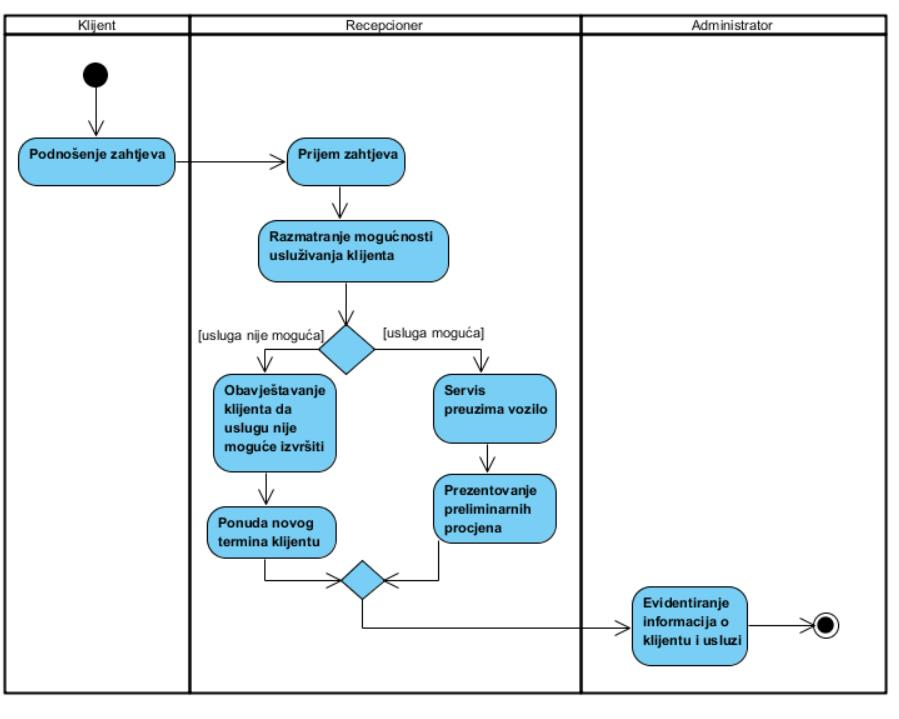 Klijent
Recepcioner
Administrator
Podnošenje zahtjeva
Prijem zahtjeva
Razmatranje mogućnosti
usluživanja klijenta
[usluga nije moguća]
[usluga moguća]
Obavještavanje
klijenta da
uslugu nije
moguće izvršiti
Servis
preuzima vozilo
Ponuda novog
termina klijentu
Prezentovanje
preliminarnih
procjena
Evidentiranje
informacija o
klijentu i usluzi